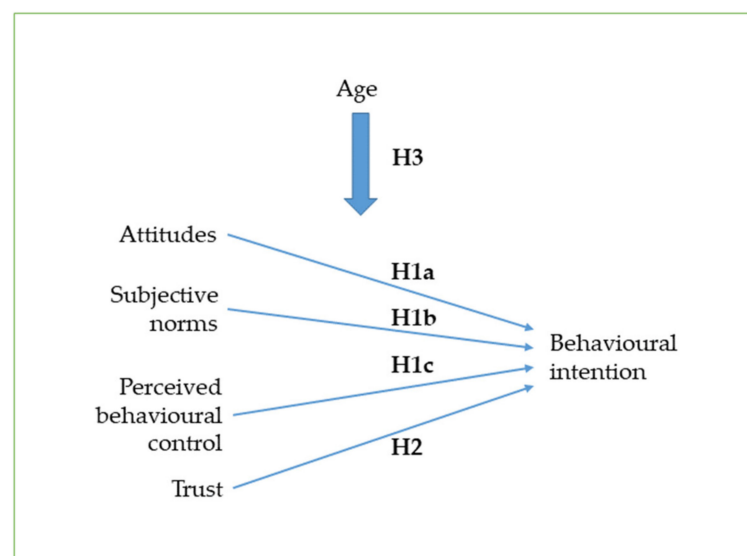 Age
H3
Attitudes
H1a
Subjective
norms
H1b
Behavioural
intention
H1c
Perceived
behavioural
control
H2
Trust